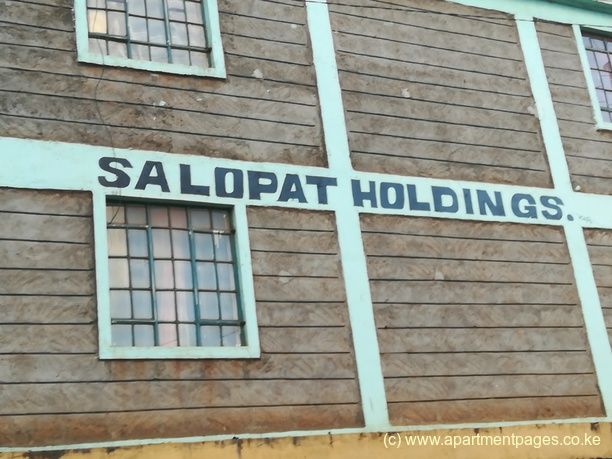 SALOPAT HOLDINGS.
(c) www.apartmentpages.co.ke